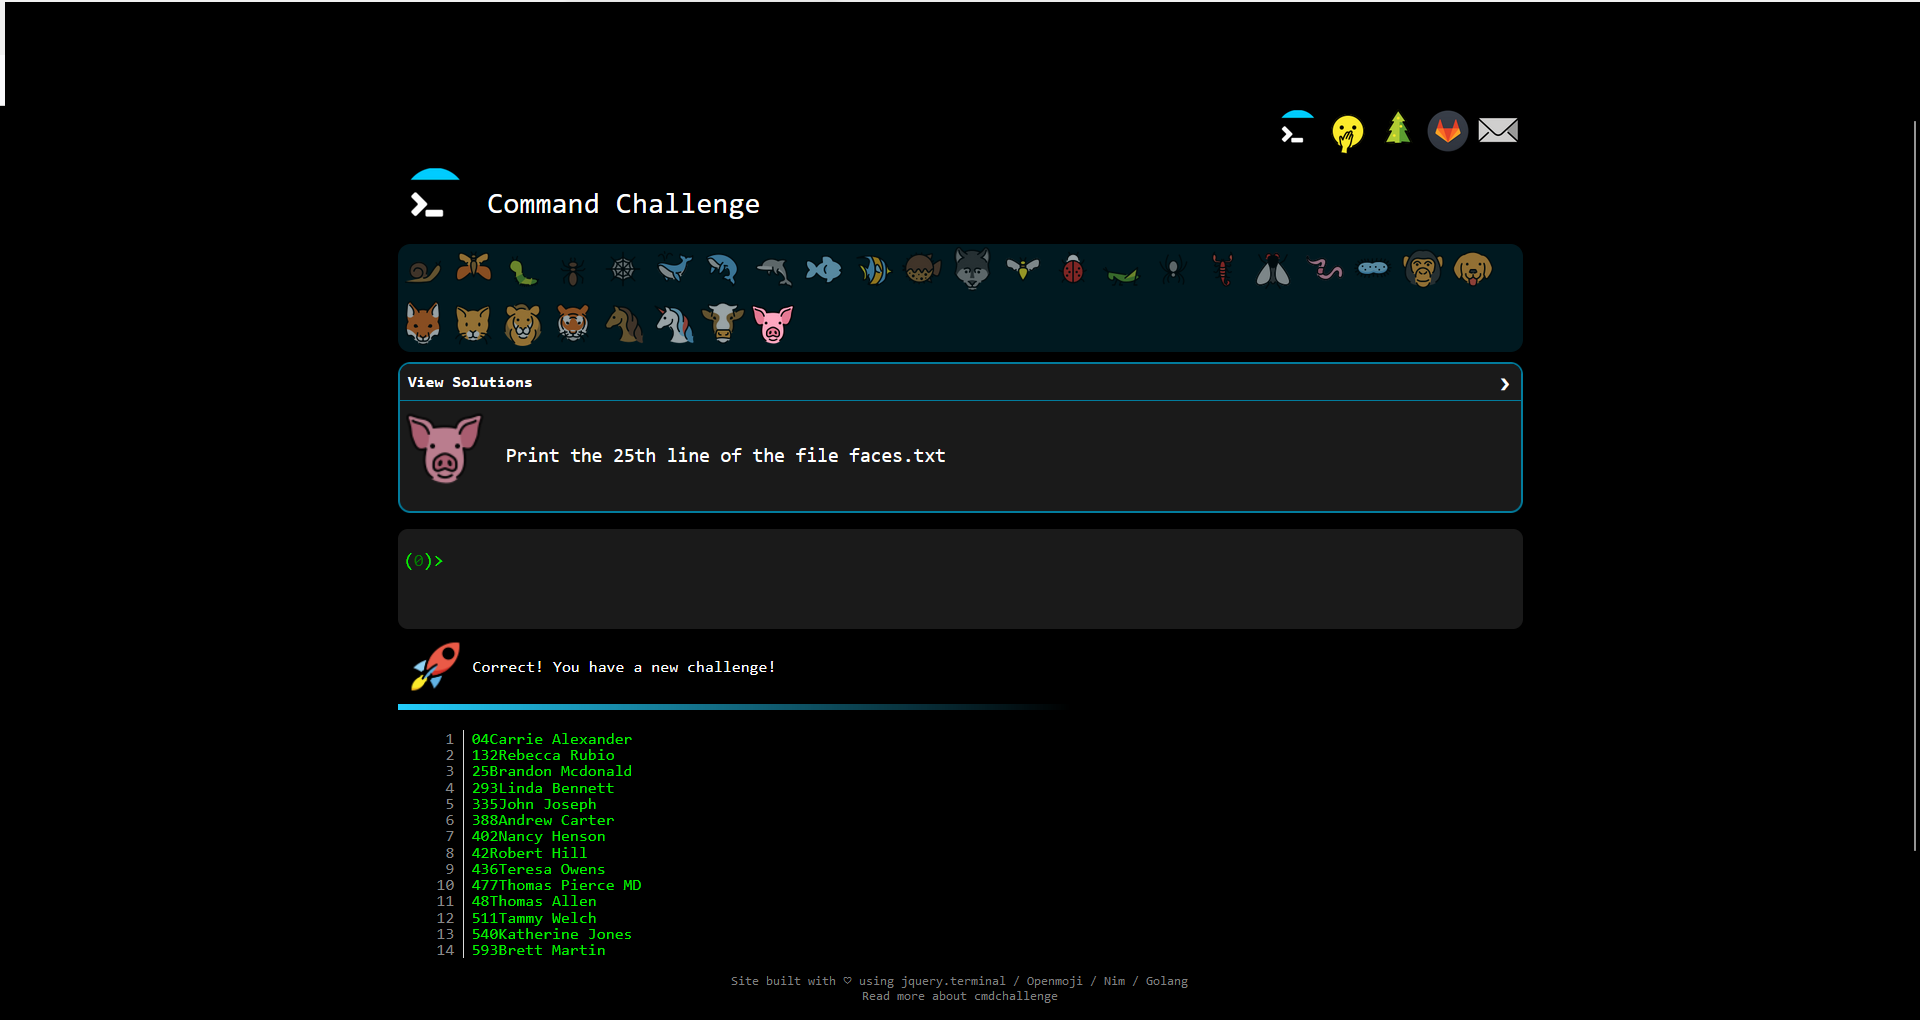 Command Challenge
View Solutions
Print the 25th line of the file faces.txt
(0)>
Correct! You have a new challenge!
1 04Carrie Alexander
2 132Rebecca Rubio
3 25Brandon Mcdonald
4 293Linda Bennett
5 335John Joseph
6 388Andrew Carter
7 402Nancy Henson
8 42Robert Hill
9 436Teresa Owens
10 477Thomas Pierce MD
11 48Thomas Allen
12 511Tammy Welch
13 540Katherine Jones
14 593Brett Martin
Site built with ♡ using jquery.terminal / Openmoji / Nim / Golang
Read more about cmdchallenge